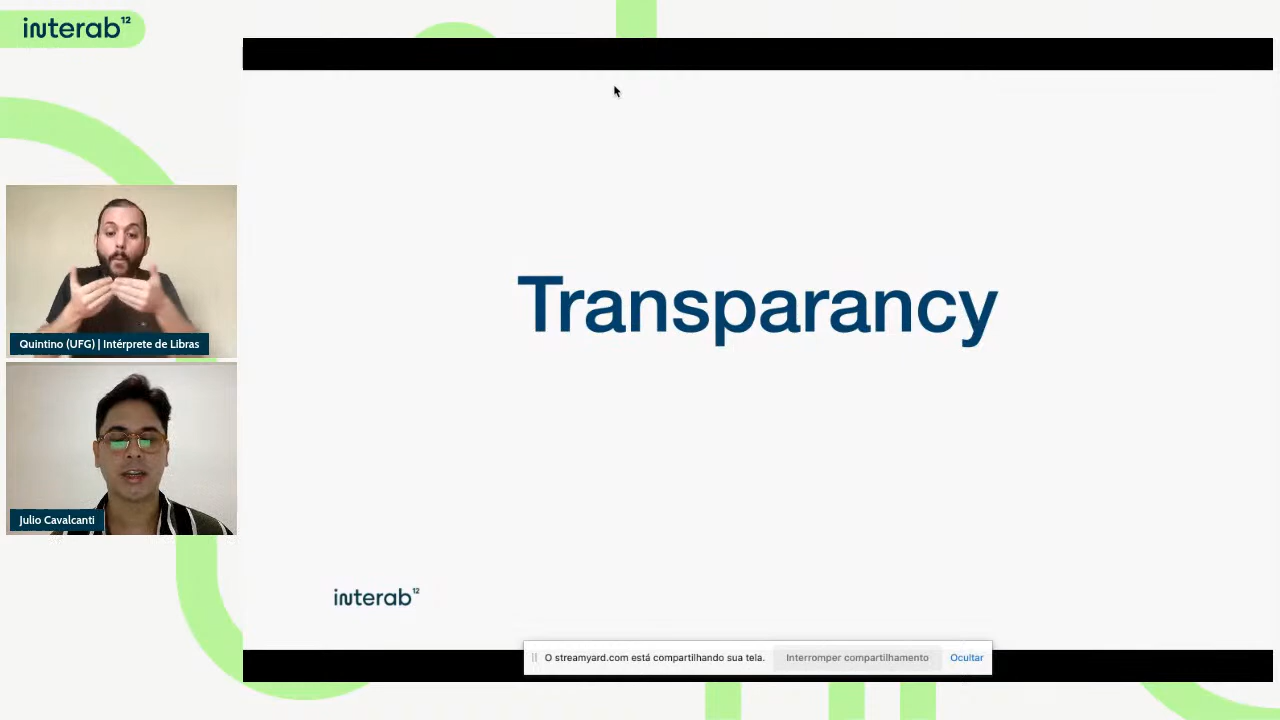 interab12
Transparancy
Quintino (UFG) | Intérprete de Libras
Julio Cavalcanti
interab12
O streamyard.com está compartilhando sua tela.
Interromper compartilhamento
Ocultar